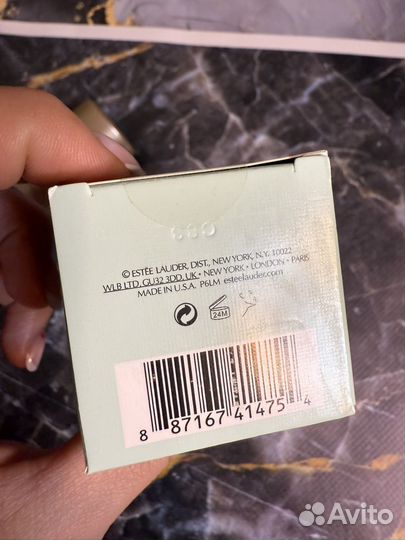 © ESTĒE LAUDER, DIST., NEW YORK, N.Y. 10022
WLB LTD, GU32 3DD, UK • NEW YORK • LONDON • PARIS
MADE IN U.S.A. P6LM esteelauder.com
24M
8 87167 41475 4
Avito